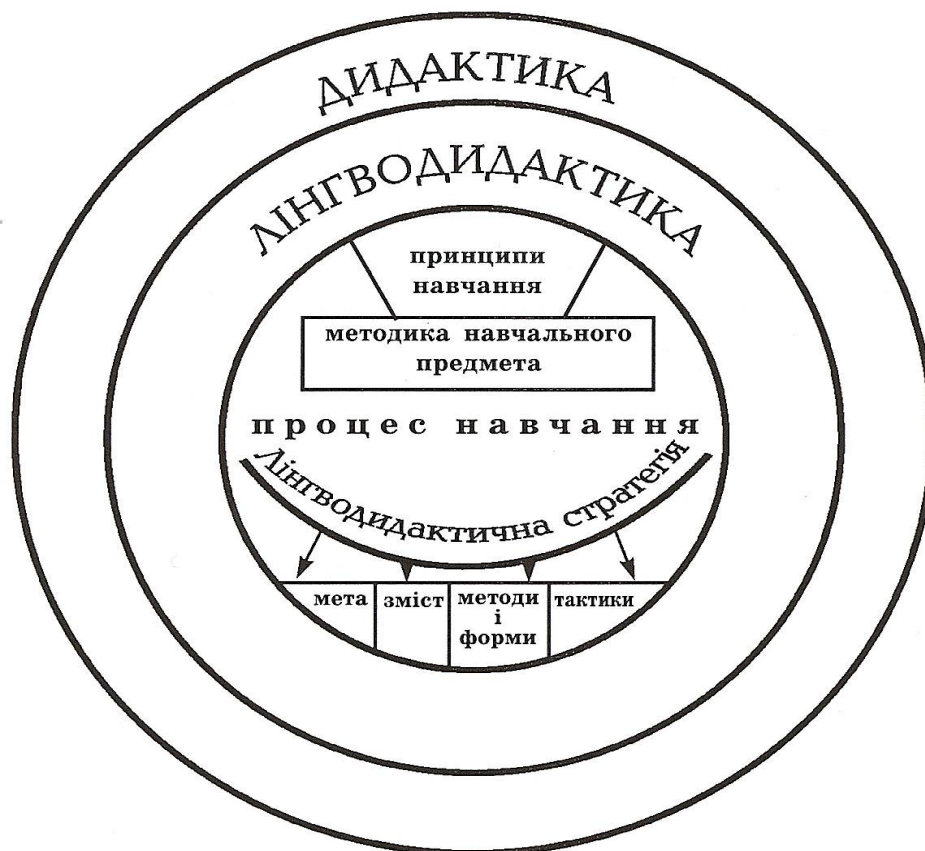 ДИДАКТИКА
ЛІНГВОДИДАКТИКА
принципи
навчання
методика навчального
предмета
процес навчання
Лінгводидактична стратегія
мета зміст методи тактики
і
форми